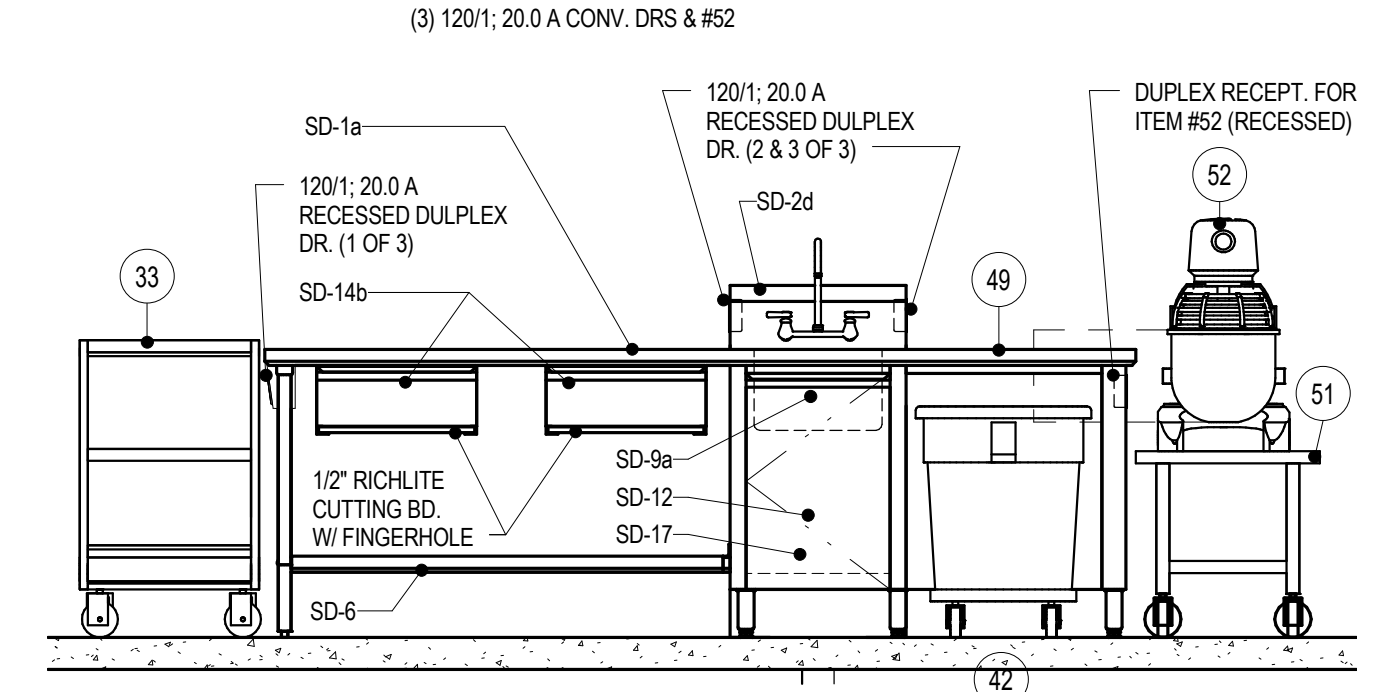 (3) 120/1; 20.0 A CONV. DRS & #52
120/1; 20.0 A
RECESSED DULPLEX
DR. (2 & 3 OF 3)
DUPLEX RECEPT. FOR
ITEM #52 (RECESSED)
SD-1a
120/1; 20.0 A
RECESSED DULPLEX
DR. (1 OF 3)
SD-2d
52
33
SD-14b
49
51
1/2" RICHLITE
CUTTING BD.
W/ FINGERHOLE
SD-9a
SD-12
SD-17
SD-6
42